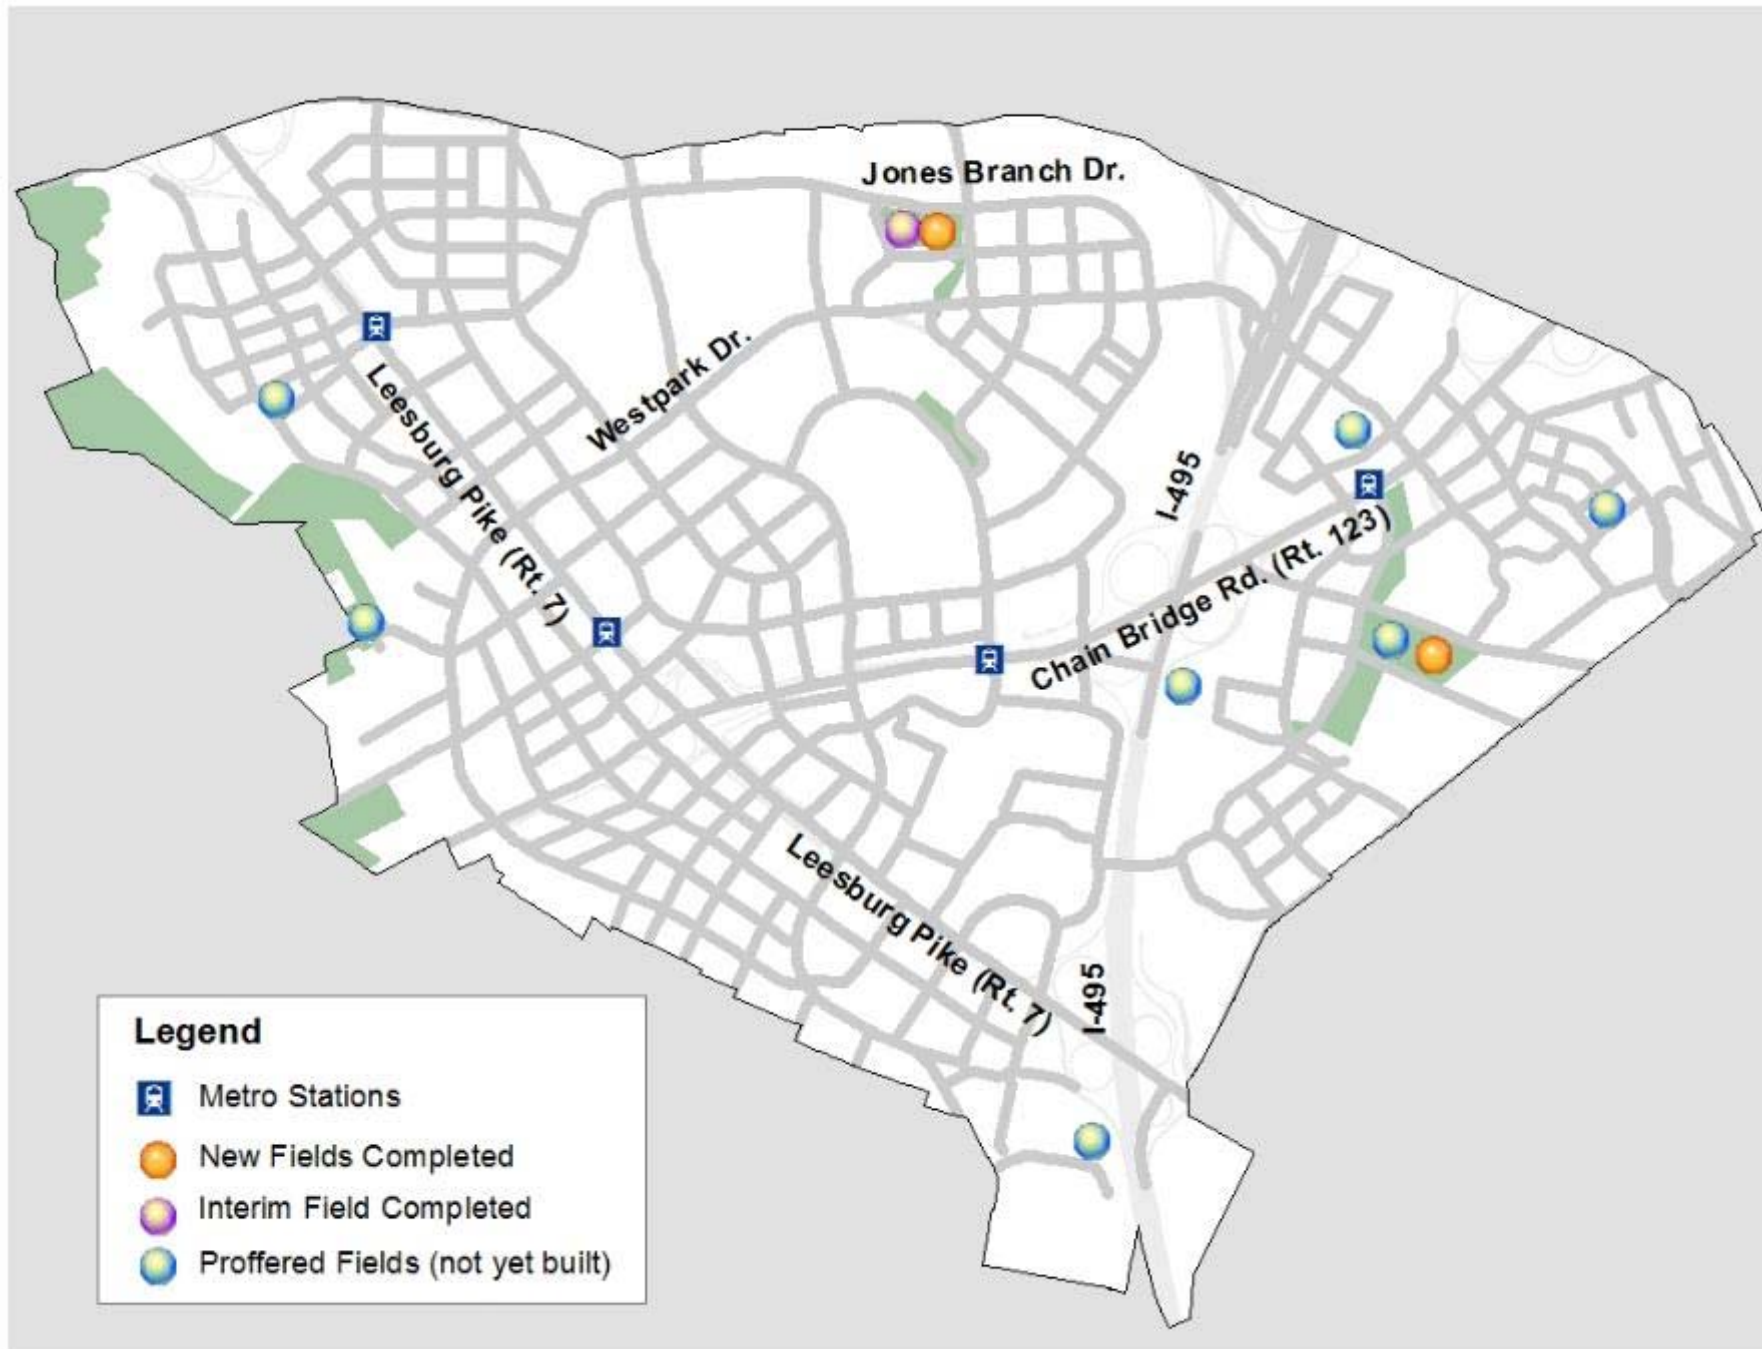 Jones Branch Dr.
Westpark Dr.
Leesburg Pike (Rt. 7)
I-495
Chain Bridge Rd. (Rt. 123)
Leesburg Pike (Rt. 7)
I-495
Legend
Metro Stations
New Fields Completed
Interim Field Completed
Proffered Fields (not yet built)